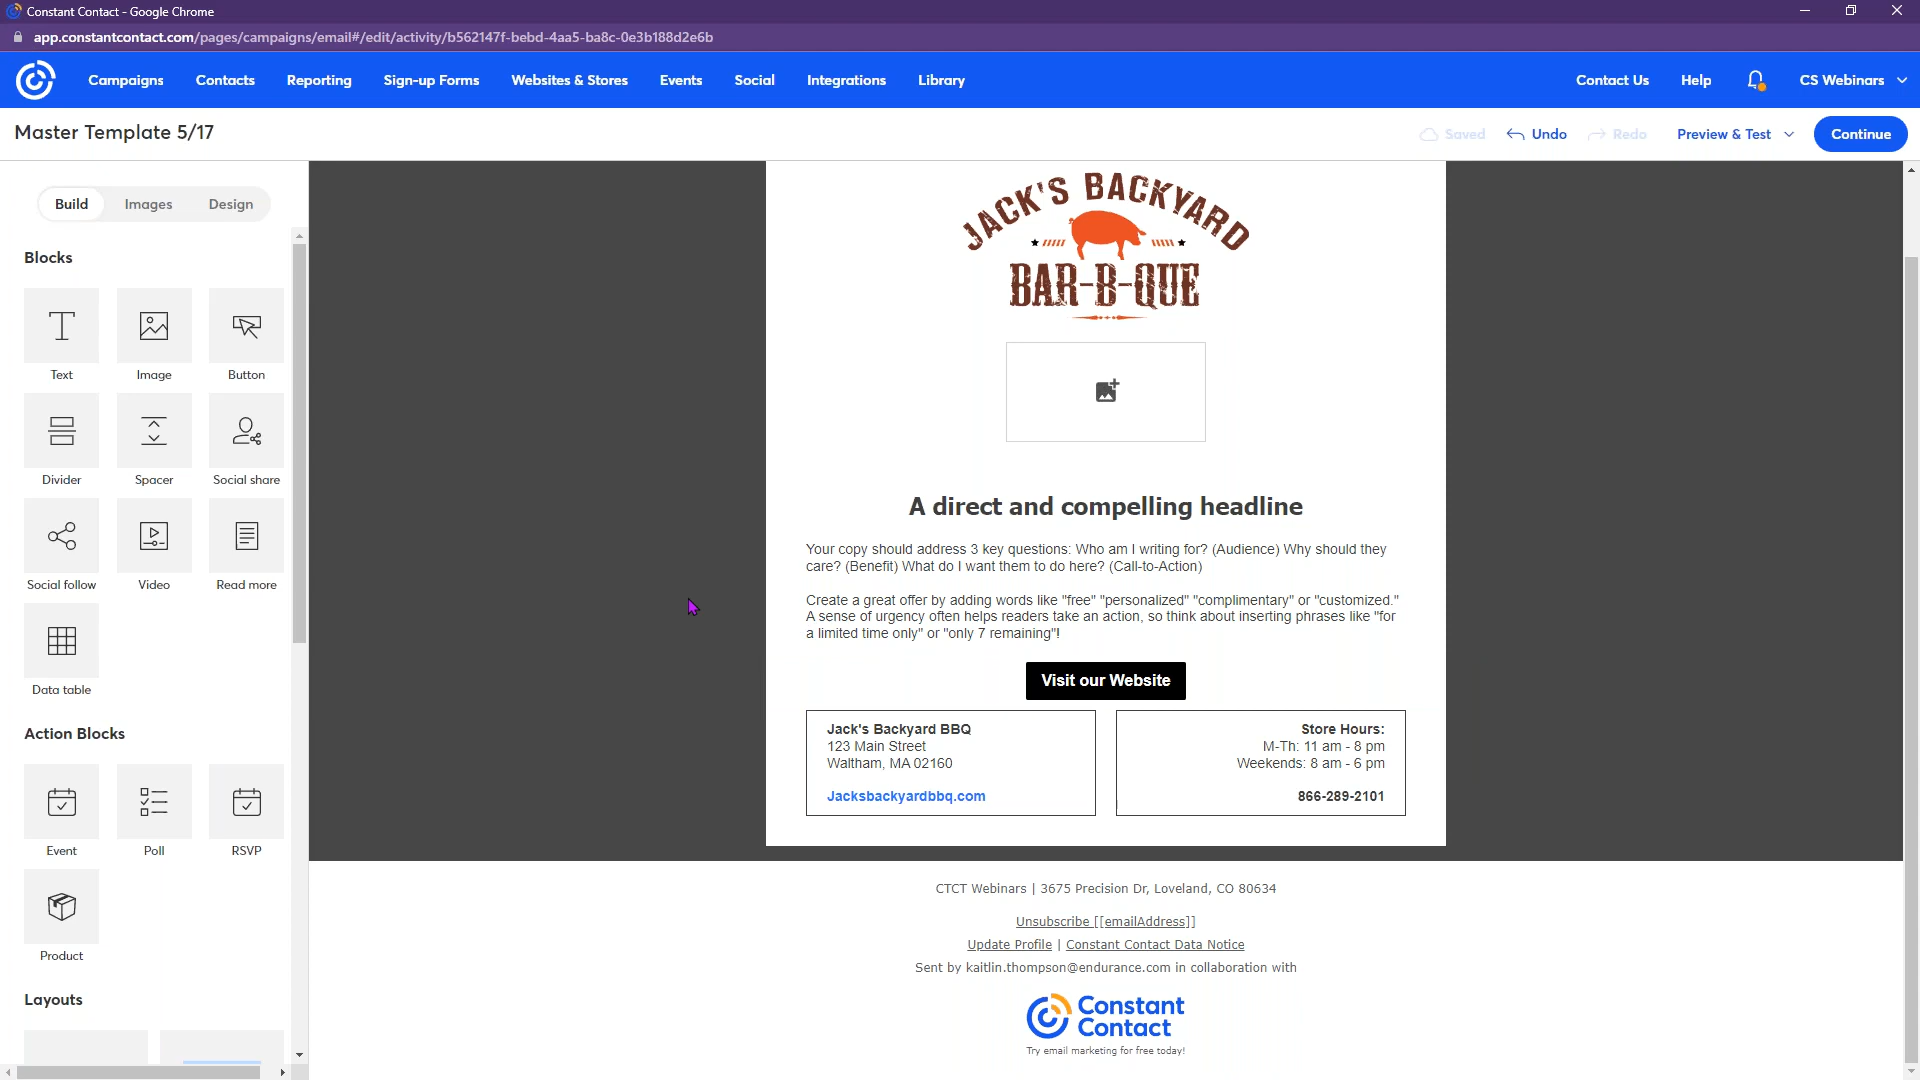 Constant Contact - Google Chrome
app.constantcontact.com/pages/campaigns/email#/edit/activity/b562147f-bebd-4aa5-ba8c-0e3b188d2e6b
Campaigns Contacts Reporting Sign-up Forms Websites & Stores Events Social Integrations Library Contact Us Help CS Webinars
Master Template 5/17 Saved Undo Redo Preview & Test Continue
Build Images Design
Blocks
Text Image Button
Divider Spacer Social share
Social follow Video Read more
Data table
Action Blocks
Event Poll RSVP
Product
Layouts
JACK'S BACKYARD
BAR-B-QUE
A direct and compelling headline
Your copy should address 3 key questions: Who am I writing for? (Audience) Why should they
care? (Benefit) What do I want them to do here? (Call-to-Action)
Create a great offer by adding words like "free" "personalized" "complimentary" or "customized."
A sense of urgency often helps readers take an action, so think about inserting phrases like "for
a limited time only" or "only 7 remaining"!
Visit our Website
Jack's Backyard BBQ
123 Main Street
Waltham, MA 02160
Jacksbackyardbbq.com
Store Hours:
M-Th: 11 am - 8 pm
Weekends: 8 am - 6 pm
866-289-2101
CTCT Webinars | 3675 Precision Dr, Loveland, CO 80634
Unsubscribe [[emailAddress]]
Update Profile | Constant Contact Data Notice
Sent by kaitlin.thompson@endurance.com in collaboration with
Constant
Contact
Try email marketing for free today!